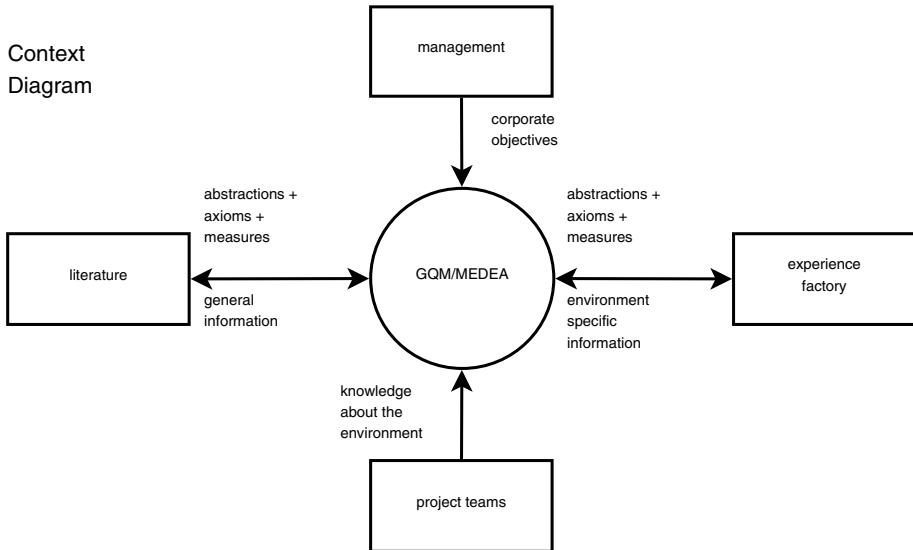 Context
Diagram
management
corporate
objectives
abstractions +
axioms +
measures
abstractions +
axioms +
measures
literature
GQM/MEDEA
experience
factory
general
information
environment
specific
information
knowledge
about the
environment
project teams